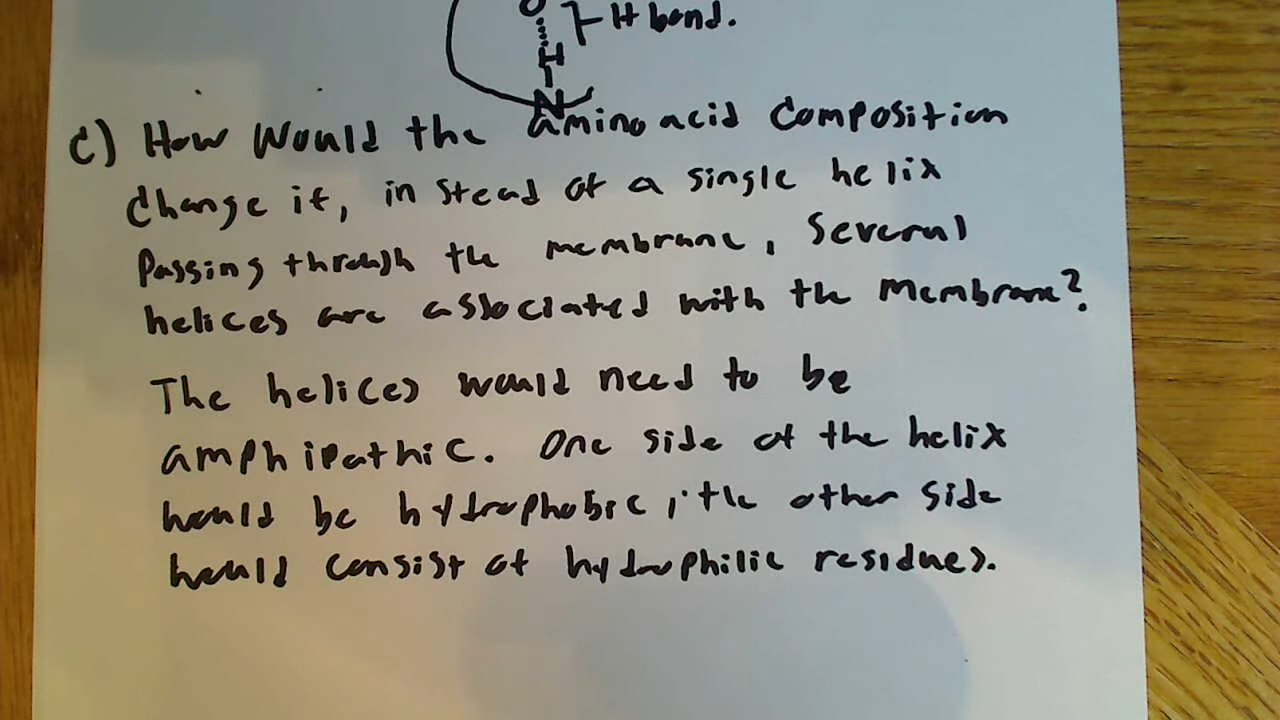 O
H bond.
H
N
C) How Would the amino acid Composition
Change if, in stead of a single helix
Passing through the membrane, Several
helices are associated with the Membrane?
The helices would need to be
amphipathic. One side of the helix
would be hydrophobic, the other side
would consist of hydrophilic residues.